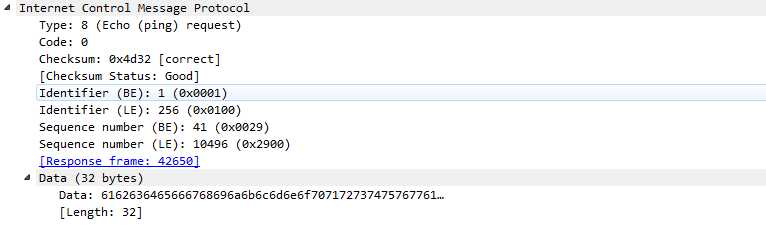 Internet Control Message Protocol
Type: 8 (Echo (ping) request)
Code: 0
Checksum: 0x4d32 [correct]
[Checksum Status: Good]
Identifier (BE): 1 (0x0001)
Identifier (LE): 256 (0x0100)
Sequence number (BE): 41 (0x0029)
Sequence number (LE): 10496 (0x2900)
[Response frame: 42650]
Data (32 bytes)
Data: 6162636465666768696a6b6c6d6e6f707172737475767761…
[Length: 32]